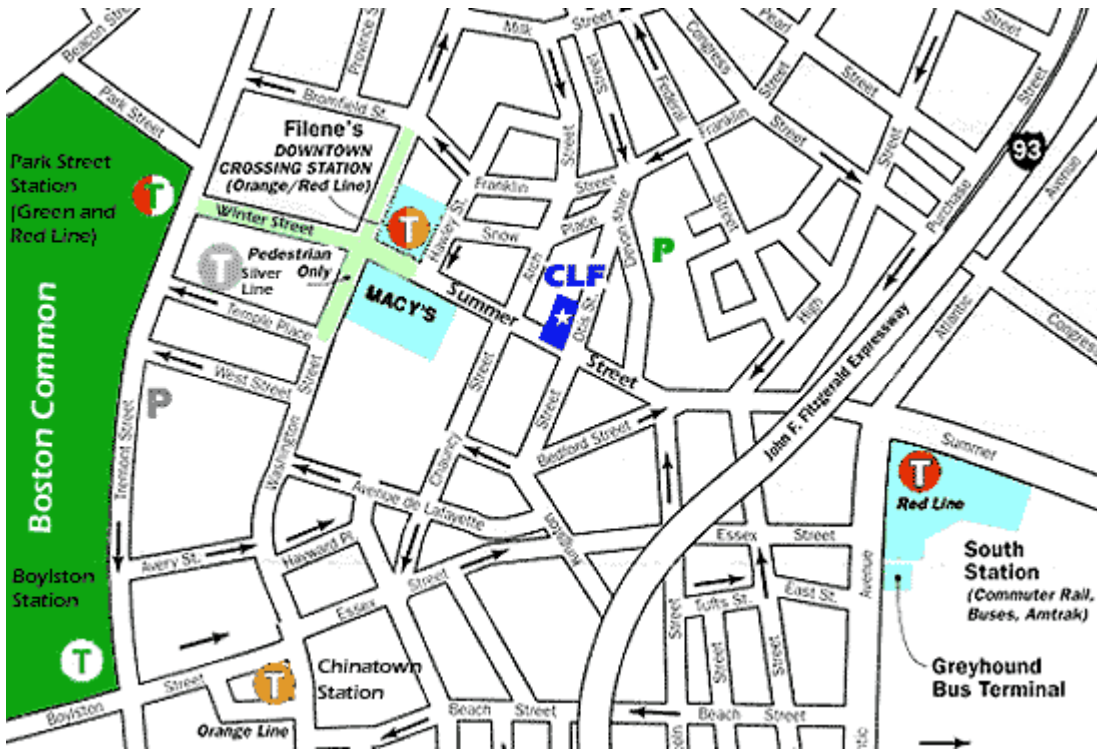 Beacon
Province
Milk
Street
Street
Congress
Pearl
Street
Street
Park Street
Bromfield St.
Street
Federal
Franklin
Street
Street
Street
Filene's
DOWNTOWN
CROSSING STATION
(Orange/Red Line)
T
93
Avenue
Park Street
Station
(Green and
Red Line)
T
Winter Street
Franklin
Street
Hawley St.
Snow
Place
Arch
Devonshire
Street
Purchase
T
Silver
Line
Pedestrian
Only
MACY'S
Summer
CLF
Otis St.
P
High
Atlantic
Congress
Temple Place
West Street
Street
Street
Street
Street
Boston Common
P
Tremont Street
Washington
Chauncy
Bedford Street
John F. Fitzgerald Expressway
Summer
T
Red Line
Avenue de Lafayette
Kingston
Avery St.
Hayward Pl.
Essex
Street
Essex
Street
Avenue
South
Station
(Commuter Rail,
Buses, Amtrak)
Boylston
Station
T
Tufts St.
East St.
Street
Street
Street
Greyhound
Bus Terminal
Chinatown
Station
T
Boylston
Street
Orange Line
Beach
Street
Beach
Street